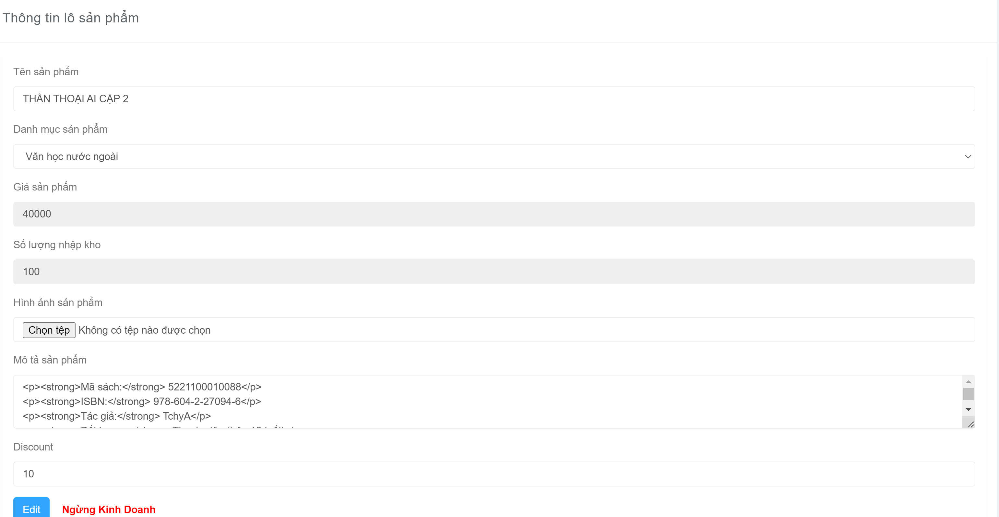 Thông tin lô sản phẩm
Tên sản phẩm
THẦN THOẠI AI CẬP 2
Danh mục sản phẩm
Văn học nước ngoài
Giá sản phẩm
40000
Số lượng nhập kho
100
Hình ảnh sản phẩm
Chọn tệp Không có tệp nào được chọn
Mô tả sản phẩm
<p><strong>Mã sách:</strong> 5221100010088</p>
<p><strong>ISBN:</strong> 978-604-2-27094-6</p>
<p><strong>Tác giả:</strong> TchyA</p>
Discount
10
Edit Ngừng Kinh Doanh